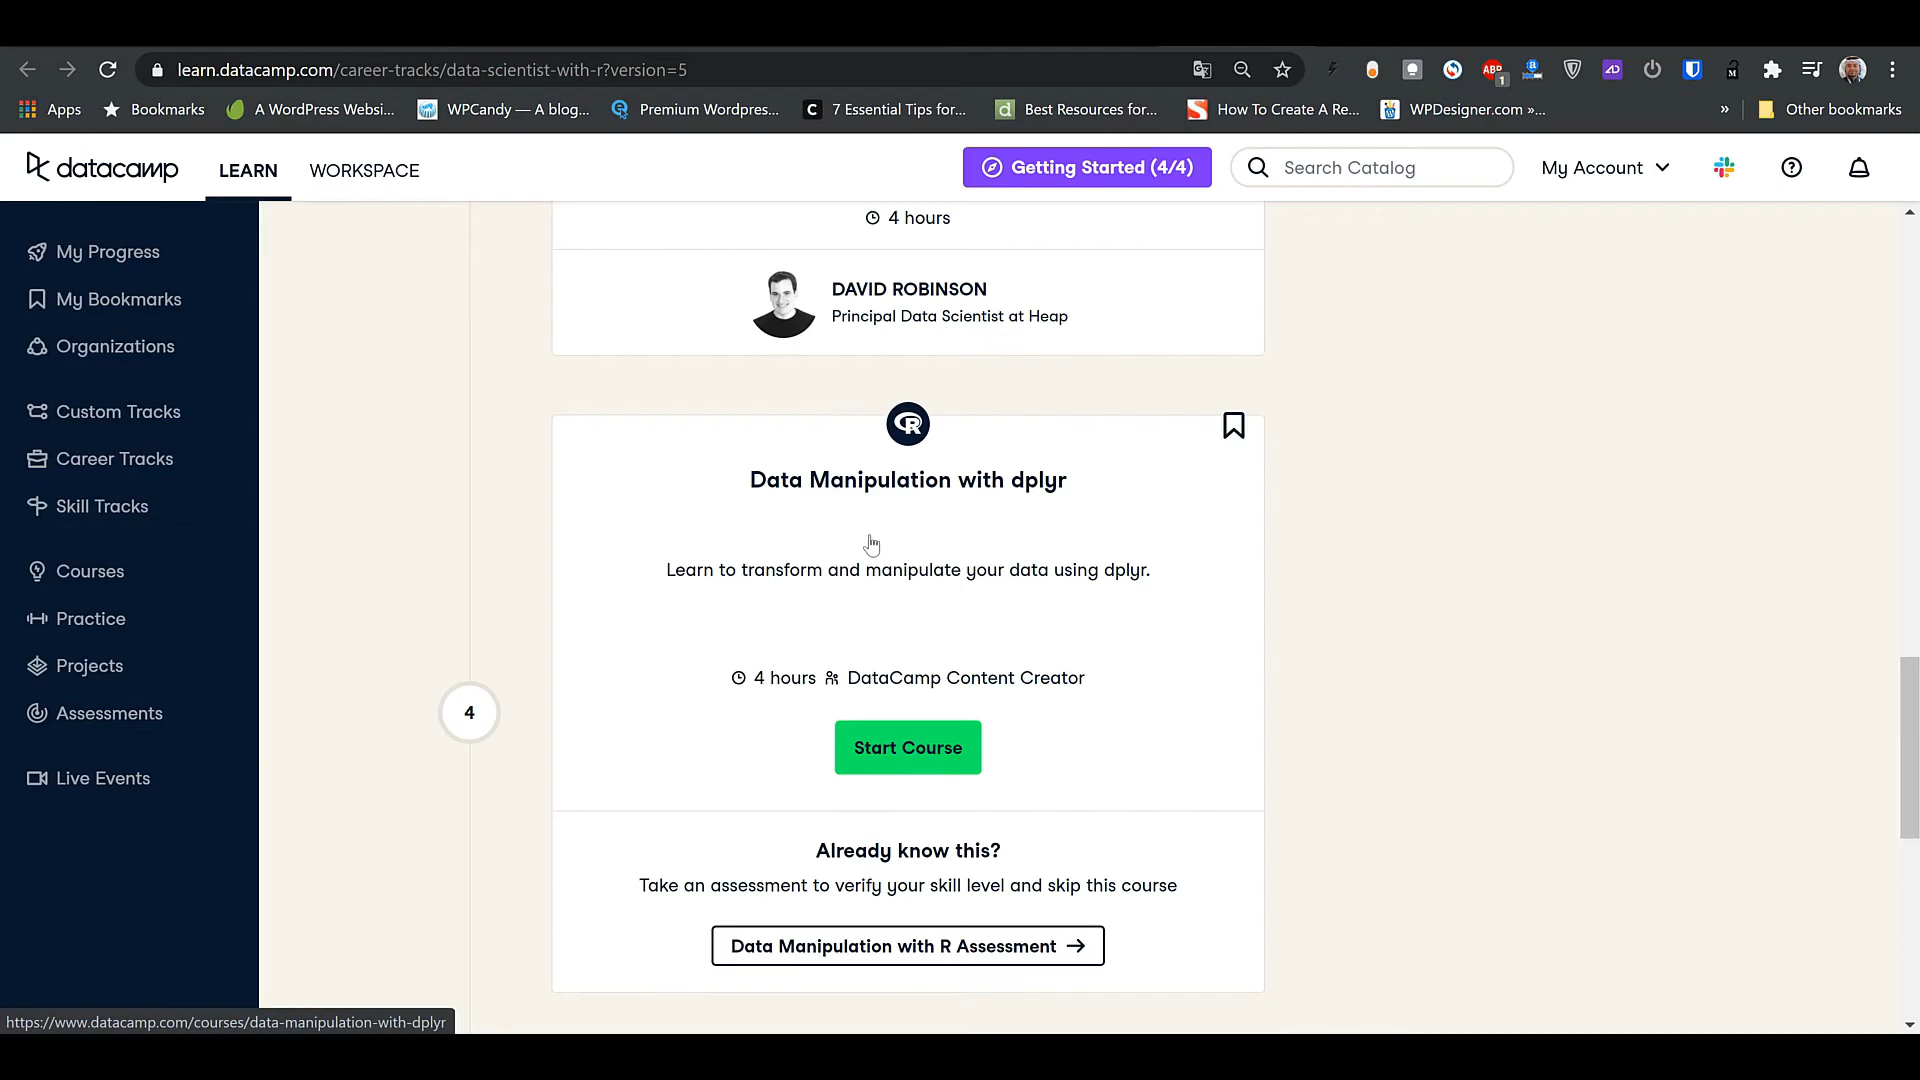 learn.datacamp.com/career-tracks/data-scientist-with-r?version=5
ABP
1
a
AD
M
Apps
Bookmarks
A WordPress Websi...
WPCandy — A blog...
Premium Wordpres...
7 Essential Tips for...
Best Resources for...
How To Create A Re...
WPDesigner.com »...
»
Other bookmarks
datacamp
LEARN
WORKSPACE
Getting Started (4/4)
Search Catalog
My Account
My Progress
My Bookmarks
Organizations
Custom Tracks
Career Tracks
Skill Tracks
Courses
Practice
Projects
Assessments
Live Events
4 hours
DAVID ROBINSON
Principal Data Scientist at Heap
R
Data Manipulation with dplyr
Learn to transform and manipulate your data using dplyr.
4 hours DataCamp Content Creator
4
Start Course
Already know this?
Take an assessment to verify your skill level and skip this course
Data Manipulation with R Assessment →
https://www.datacamp.com/courses/data-manipulation-with-dplyr